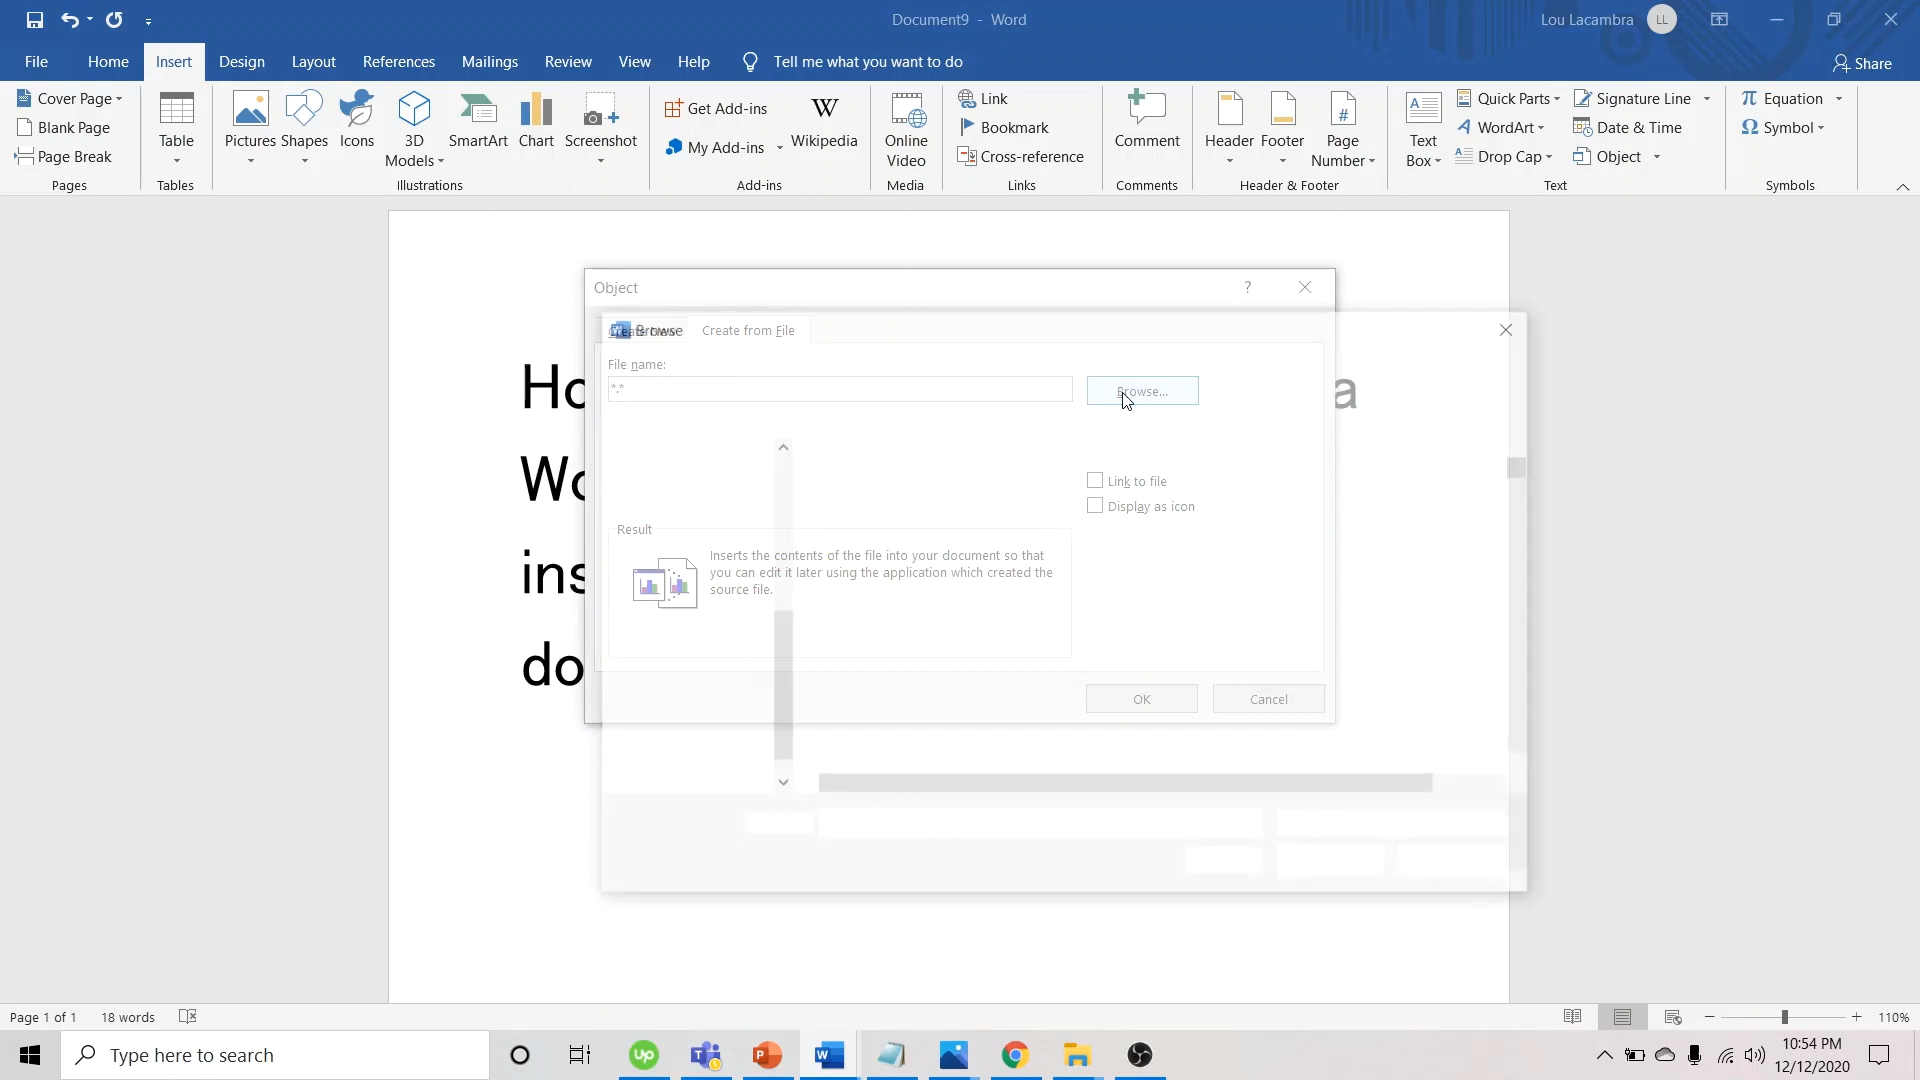 Document9 - Word
Lou Lacambra
LL
File
Home
Insert
Design
Layout
References
Mailings
Review
View
Help
Tell me what you want to do
Share
Cover Page
Blank Page
Page Break
Pages
Table
Tables
Pictures
Shapes
Icons
3D
Models
SmartArt
Chart
Screenshot
Illustrations
Get Add-ins
My Add-ins
W
Wikipedia
Add-ins
Online
Video
Media
Link
Bookmark
Cross-reference
Links
Comment
Comments
Header
Footer
Page
Number
Header & Footer
Text
Box
Quick Parts
WordArt
Drop Cap
Signature Line
Date & Time
Object
Text
Equation
Symbol
Symbols
Object
Browse
Create from File
File name:
*.*
Browse...
Link to file
Display as icon
Result
Inserts the contents of the file into your document so that
you can edit it later using the application which created the
source file.
OK
Cancel
Ho
a
Wo
ins
do
Page 1 of 1
18 words
110%
Type here to search
10:54 PM
12/12/2020